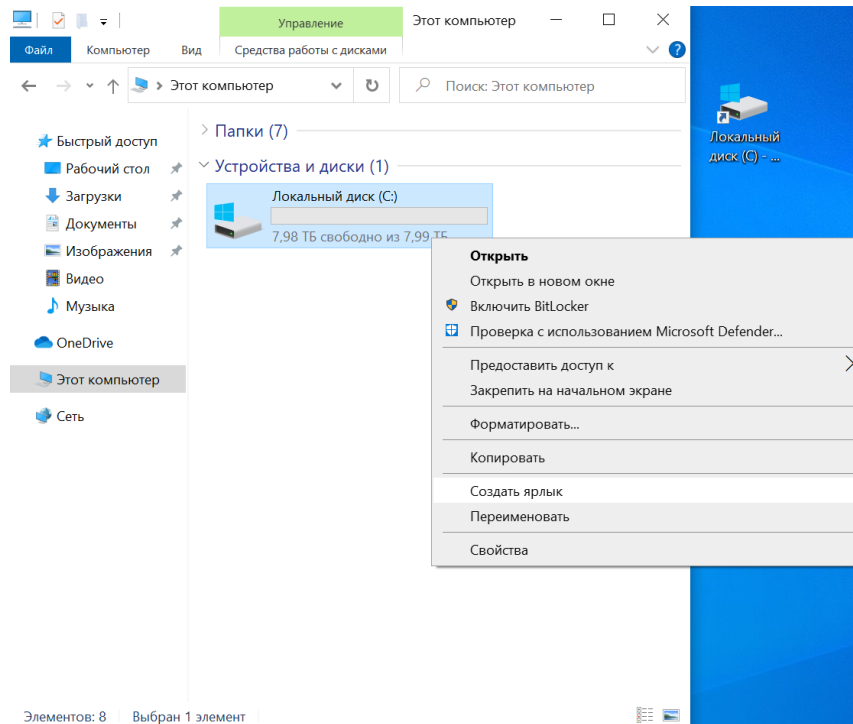 Управление
Этот компьютер
Файл
Компьютер
Вид
Средства работы с дисками
?
Этот компьютер
Поиск: Этот компьютер
Быстрый доступ
Рабочий стол
Загрузки
Документы
Изображения
Видео
Музыка
OneDrive
Этот компьютер
Сеть
Папки (7)
Устройства и диски (1)
Локальный диск (C:)
7,98 ТБ свободно из 7,99 ТБ
Открыть
Открыть в новом окне
Включить BitLocker
Проверка с использованием Microsoft Defender...
Предоставить доступ к
Закрепить на начальном экране
Форматировать...
Копировать
Создать ярлык
Переименовать
Свойства
Локальный
диск (C) - ...
Элементов: 8
Выбран 1 элемент